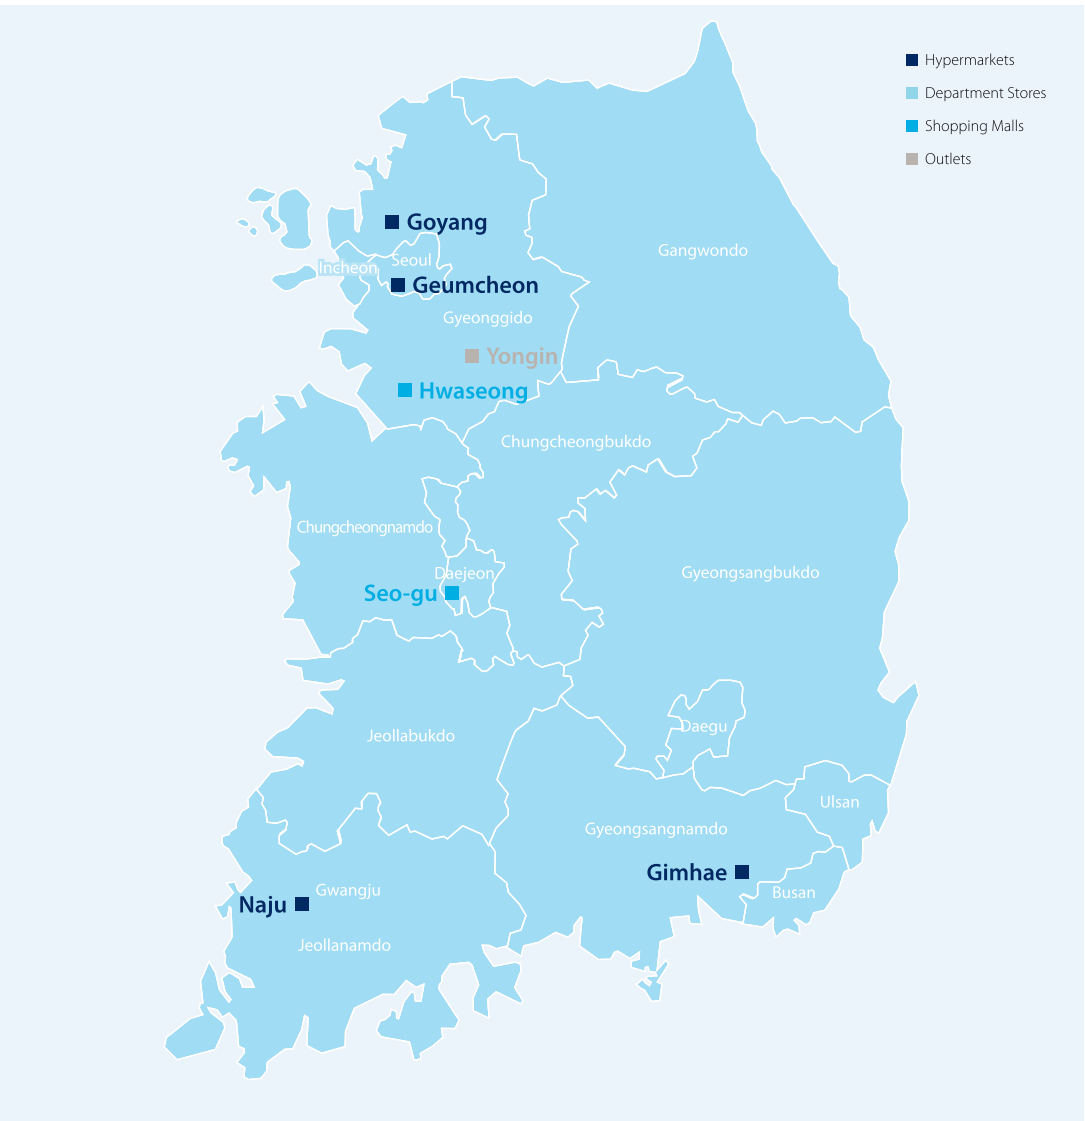 Hypermarkets
Department Stores
Shopping Malls
Outlets
Goyang
Gangwondo
Seoul
Incheon
Geumcheon
Gyeonggido
Yongin
Hwaseong
Chungcheongbukdo
Chungcheongnamdo
Daejeon
Gyeongsangbukdo
Seo-gu
Daegu
Jeollabukdo
Ulsan
Gyeongsangnamdo
Gimhae
Busan
Gwangju
Naju
Jeollanamdo